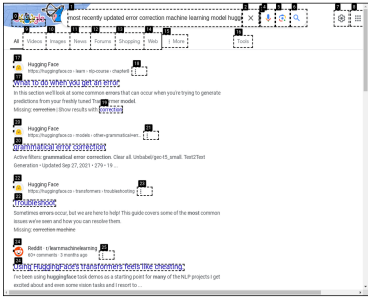 most recently updated error correction machine learning model hugg
All Videos Images News Forums Shopping Web More Tools
Hugging Face
https://huggingface.co › learn › nlp-course › chapter8
What to do when you get an error
In this section we'll look at some common errors that can occur when you're trying to generate
predictions from your freshly tuned Transformer model.
Missing: correction | Show results with: correction
Hugging Face
https://huggingface.co › models › other=grammatical-err...
grammatical error correction
Active filters: grammatical error correction. Clear all. Unbabel/gec-t5_small. Text2Text
Generation • Updated Sep 27, 2021 • 279 • 19 ...
Hugging Face
https://huggingface.co › transformers › troubleshooting
Troubleshoot
Sometimes errors occur, but we are here to help! This guide covers some of the most common
issues we've seen and how you can resolve them.
Missing: correction machine
Reddit · r/learnmachinelearning
60+ comments · 3 months ago
Using HuggingFace's transformers feels like cheating.
I've been using huggingface task demos as a starting point for many of the NLP projects I get
excited about and even some vision tasks and I resort to ...